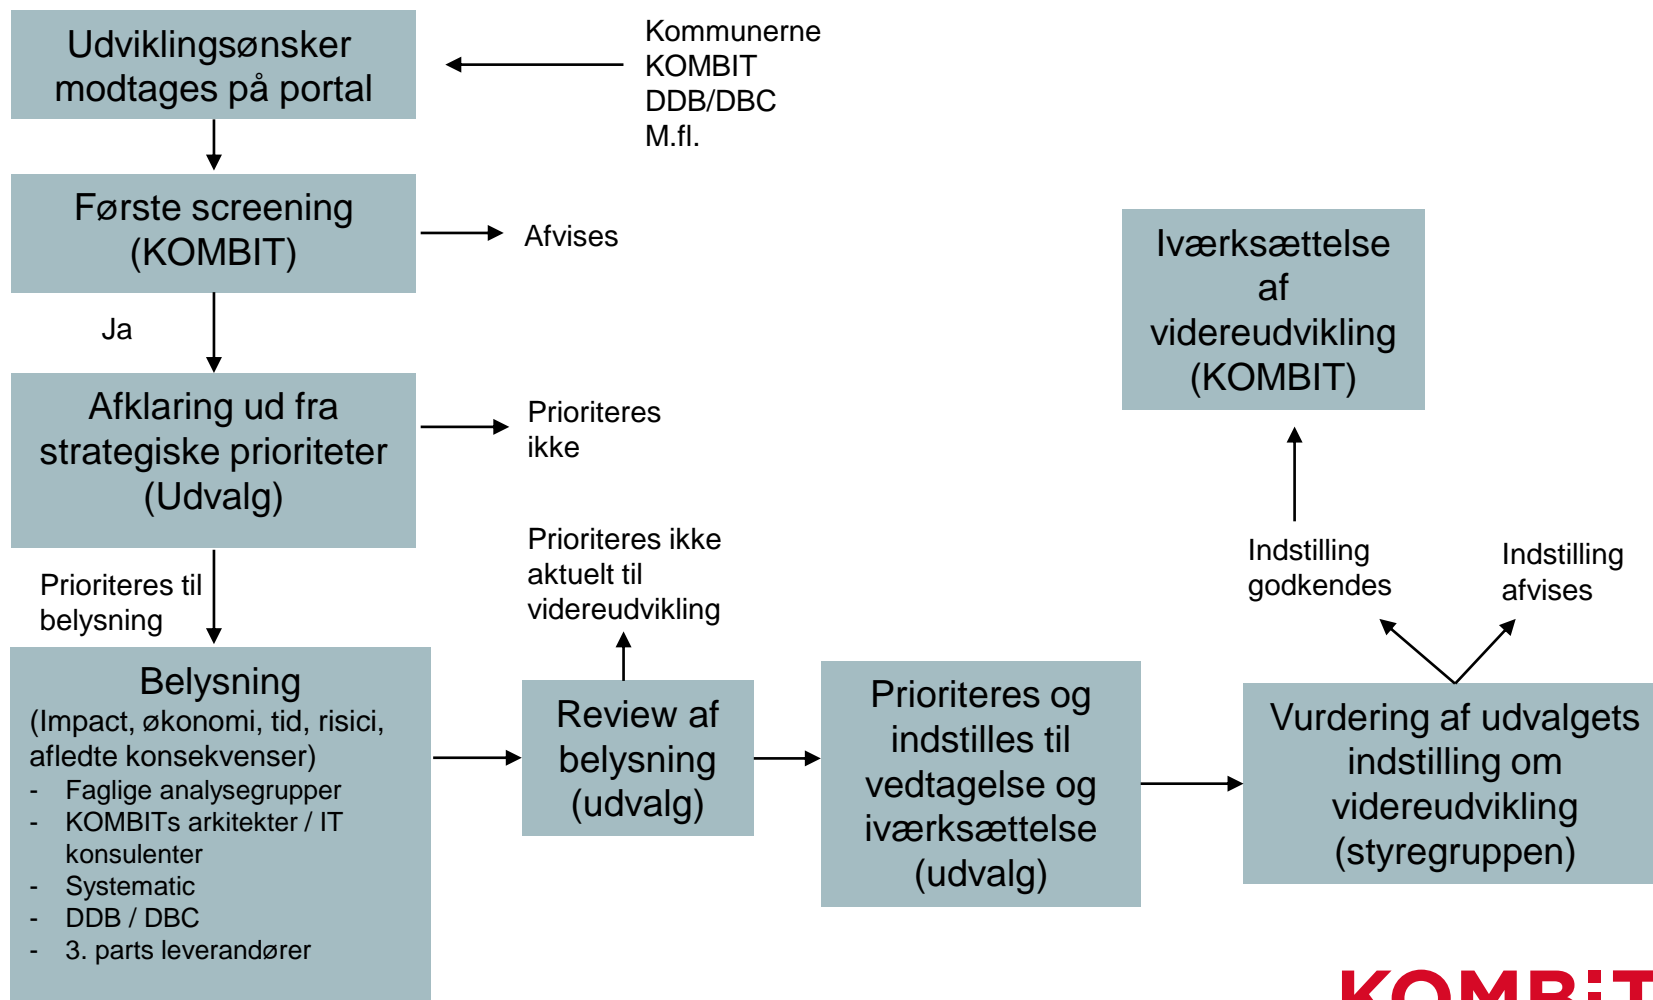 Udviklingsønsker
modtages på portal
Kommunerne
KOMBIT
DDB/DBC
M.fl.
Første screening
(KOMBIT)
Afvises
Ja
Afklaring ud fra
strategiske prioriteter
(Udvalg)
Prioriteres
ikke
Prioriteres til
belysning
Belysning
(Impact, økonomi, tid, risici,
afledte konsekvenser)
- Faglige analysegrupper
- KOMBITs arkitekter / IT
konsulenter
- Systematic
- DDB / DBC
- 3. parts leverandører
Prioriteres ikke
aktuelt til
videreudvikling
Review af
belysning
(udvalg)
Prioriteres og
indstilles til
vedtagelse og
iværksættelse
(udvalg)
Vurdering af udvalgets
indstilling om
videreudvikling
(styregruppen)
Indstilling
godkendes
Indstilling
afvises
Iværksættelse
af
videreudvikling
(KOMBIT)
KOMBIT